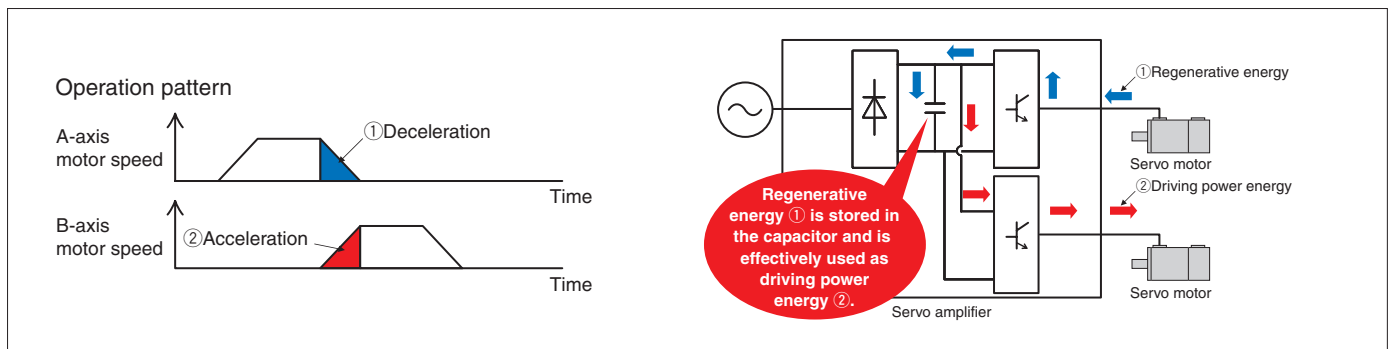 Operation pattern
A-axis
motor speed
①Deceleration
Time
B-axis
motor speed
②Acceleration
Time
①Regenerative energy
Servo motor
②Driving power energy
Servo motor
Regenerative
energy ① is stored in
the capacitor and is
effectively used as
driving power
energy ②.
Servo amplifier